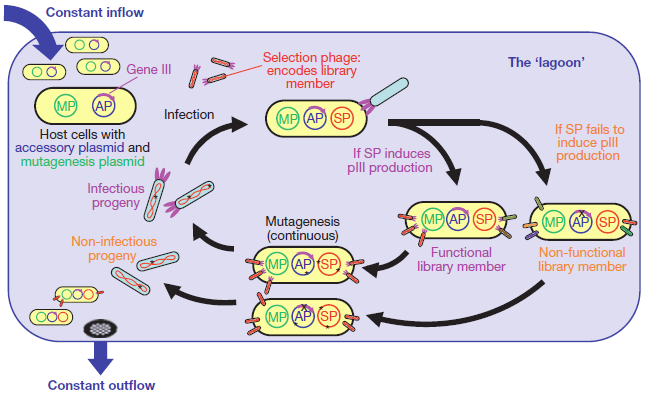 Constant inflow
The ‘lagoon’
Gene III
Selection phage:
encodes library
member
MP AP
Host cells with
accessory plasmid and
mutagenesis plasmid
Infection
MP AP SP
If SP induces
pIII production
If SP fails to
induce pIII
production
Infectious
progeny
Mutagenesis
(continuous)
MP AP SP
Functional
library member
MP AP SP
Non-functional
library member
Non-infectious
progeny
MP AP SP
MP AP SP
Constant outflow